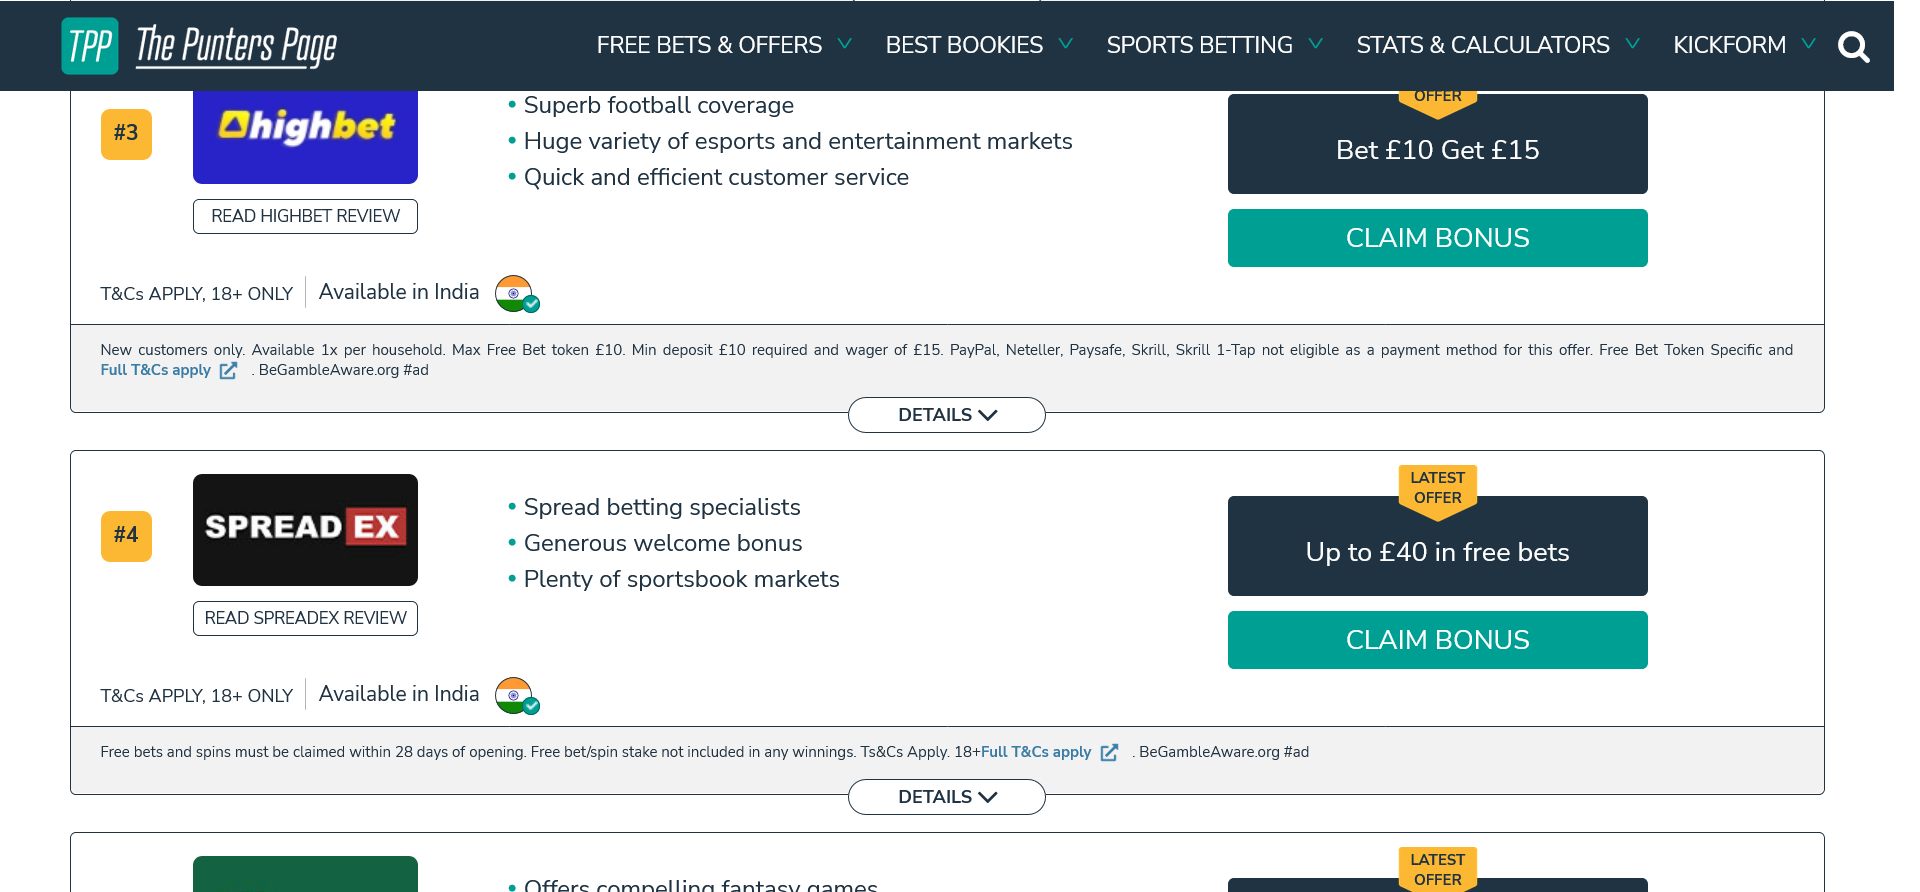 TPP The Punters Page
FREE BETS & OFFERS BEST BOOKIES SPORTS BETTING STATS & CALCULATORS KICKFORM
#3
highbet
READ HIGHBET REVIEW
• Superb football coverage
• Huge variety of esports and entertainment markets
• Quick and efficient customer service
OFFER
Bet £10 Get £15
CLAIM BONUS
T&Cs APPLY, 18+ ONLY Available in India
New customers only. Available 1x per household. Max Free Bet token £10. Min deposit £10 required and wager of £15. PayPal, Neteller, Paysafe, Skrill, Skrill 1-Tap not eligible as a payment method for this offer. Free Bet Token Specific and
Full T&Cs apply . BeGambleAware.org #ad
DETAILS
#4
SPREADEX
READ SPREADEX REVIEW
• Spread betting specialists
• Generous welcome bonus
• Plenty of sportsbook markets
LATEST
OFFER
Up to £40 in free bets
CLAIM BONUS
T&Cs APPLY, 18+ ONLY Available in India
Free bets and spins must be claimed within 28 days of opening. Free bet/spin stake not included in any winnings. Ts&Cs Apply. 18+Full T&Cs apply . BeGambleAware.org #ad
DETAILS
• Offers compelling fantasy games
LATEST
OFFER